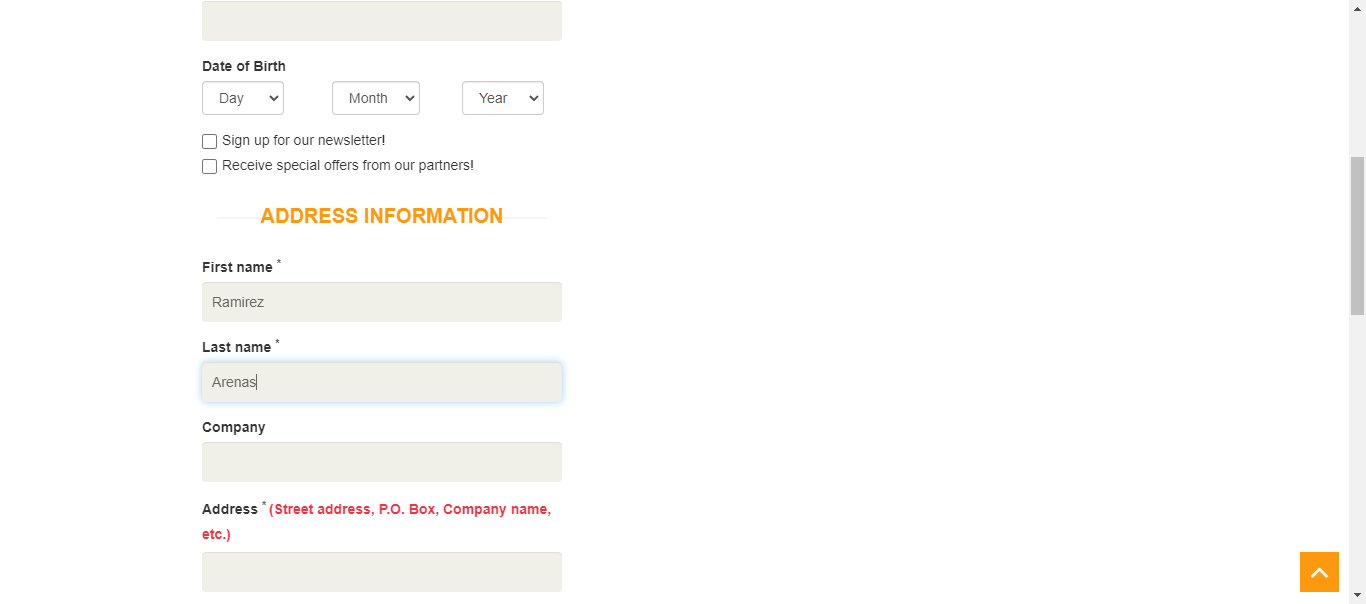 Date of Birth
Day Month Year
Sign up for our newsletter!
Receive special offers from our partners!
ADDRESS INFORMATION
First name *
Ramirez
Last name *
Arenas
Company
Address * (Street address, P.O. Box, Company name,
etc.)